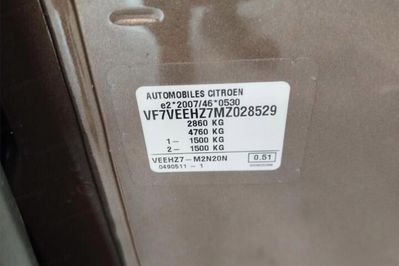 AUTOMOBILES CITROEN
e2*2007/46*0530
VF7VEEHZ7MZ028529
2860 KG
4760 KG
1- 1500 KG
2- 1500 KG
VEEHZ7-M2N20N 0.51
0490511 - 1